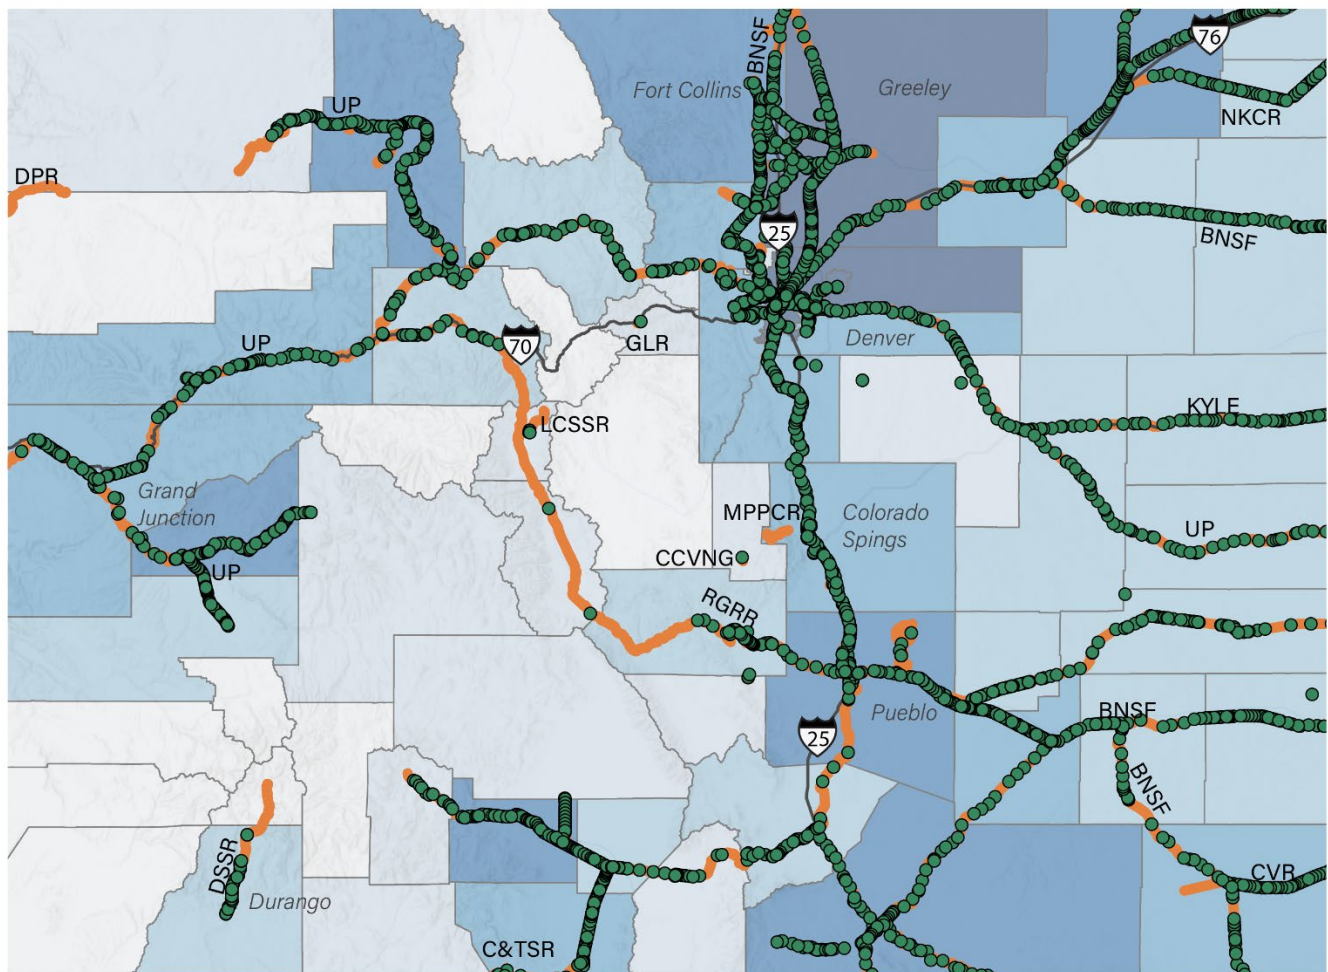 BNSF
76
Fort Collins
Greeley
UP
NKCR
DPR
25
BNSF
UP
70
GLR
Denver
LCSSR
KYLE
Grand
Junction
MPPCR
Colorado
Spings
UP
CCVNG
UP
RGRR
Pueblo
BNSF
25
BNSF
DSSR
CVR
Durango
C&TSR